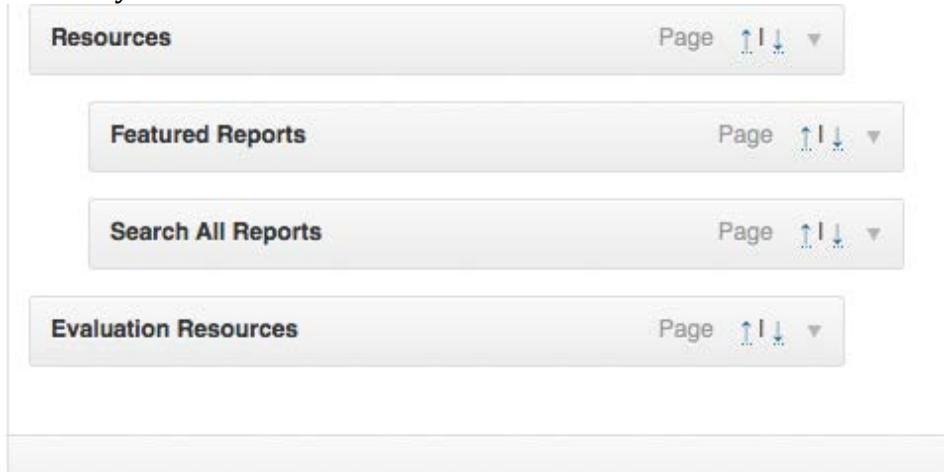 Resources Page ↑|↓ ▼
Featured Reports Page ↑|↓ ▼
Search All Reports Page ↑|↓ ▼
Evaluation Resources Page ↑|↓ ▼